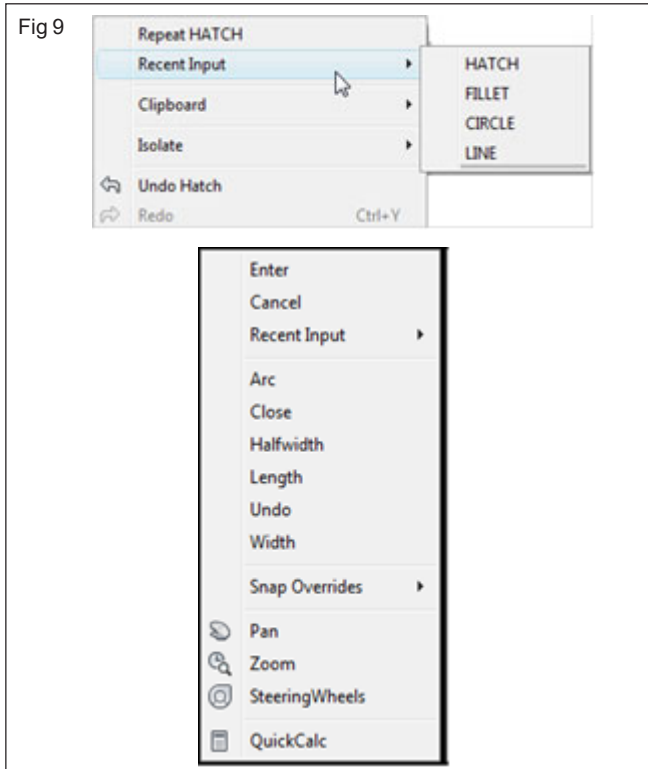 Fig 9
Repeat HATCH
Recent Input
HATCH
FILLET
CIRCLE
LINE
Clipboard
Isolate
Undo Hatch
Redo Ctrl+Y
Enter
Cancel
Recent Input
Arc
Close
Halfwidth
Length
Undo
Width
Snap Overrides
Pan
Zoom
SteeringWheels
QuickCalc